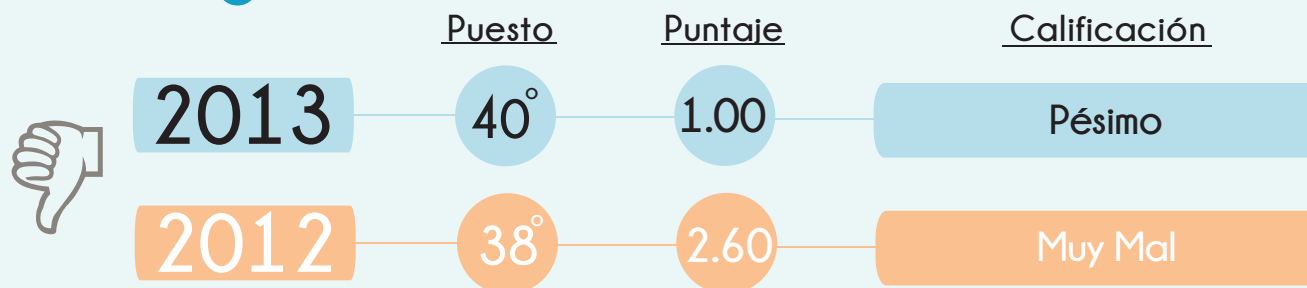 Puesto Puntaje Calificación
2013 40° 1.00 Pésimo
2012 38° 2.60 Muy Mal